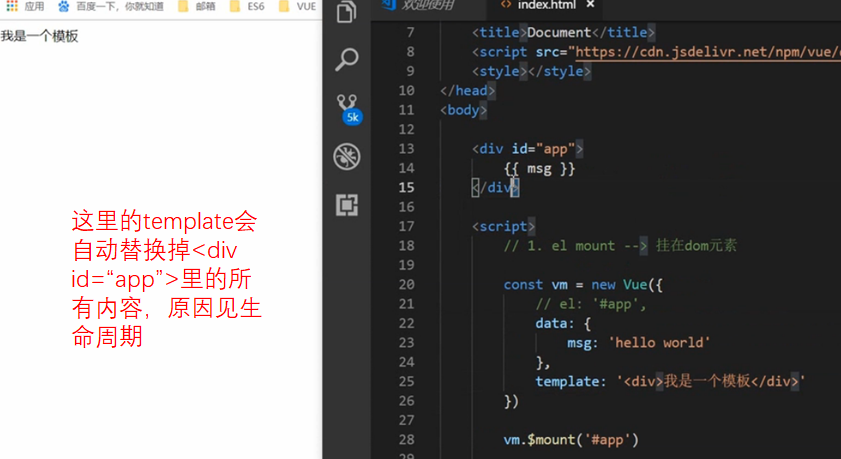 应用 百度一下，你就知道 邮箱 ES6 VUE
我是一个模板
这里的template会
自动替换掉<div
id=“app”>里的所
有内容，原因见生
命周期
欢迎使用 index.html ×
5k
7 <title>Document</title>
8 <script src="https://cdn.jsdelivr.net/npm/vue/
9 <style></style>
10 </head>
11 <body>
12
13 <div id="app">
14 {{ msg }}
15 </div>
16
17 <script>
18 // 1. el mount --> 挂在dom元素
19
20 const vm = new Vue({
21 // el: '#app',
22 data: {
23 msg: 'hello world'
24 },
25 template: '<div>我是一个模板</div>'
26 })
27
28 vm.$mount('#app')
29